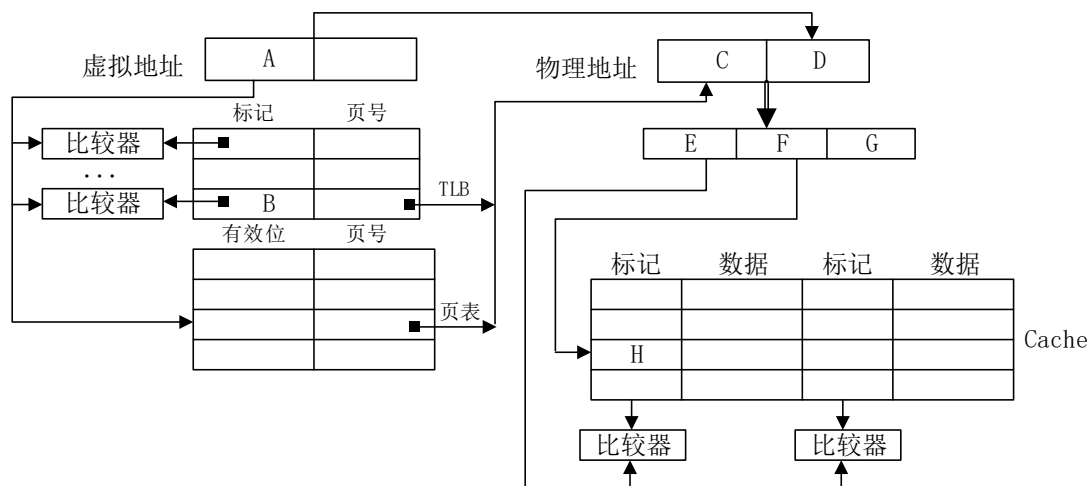 虚拟地址 A 物理地址 C D
标记 页号
比较器
E F G
...
比较器 B TLB
有效位 页号
标记 数据 标记 数据
页表
H Cache
比较器 比较器